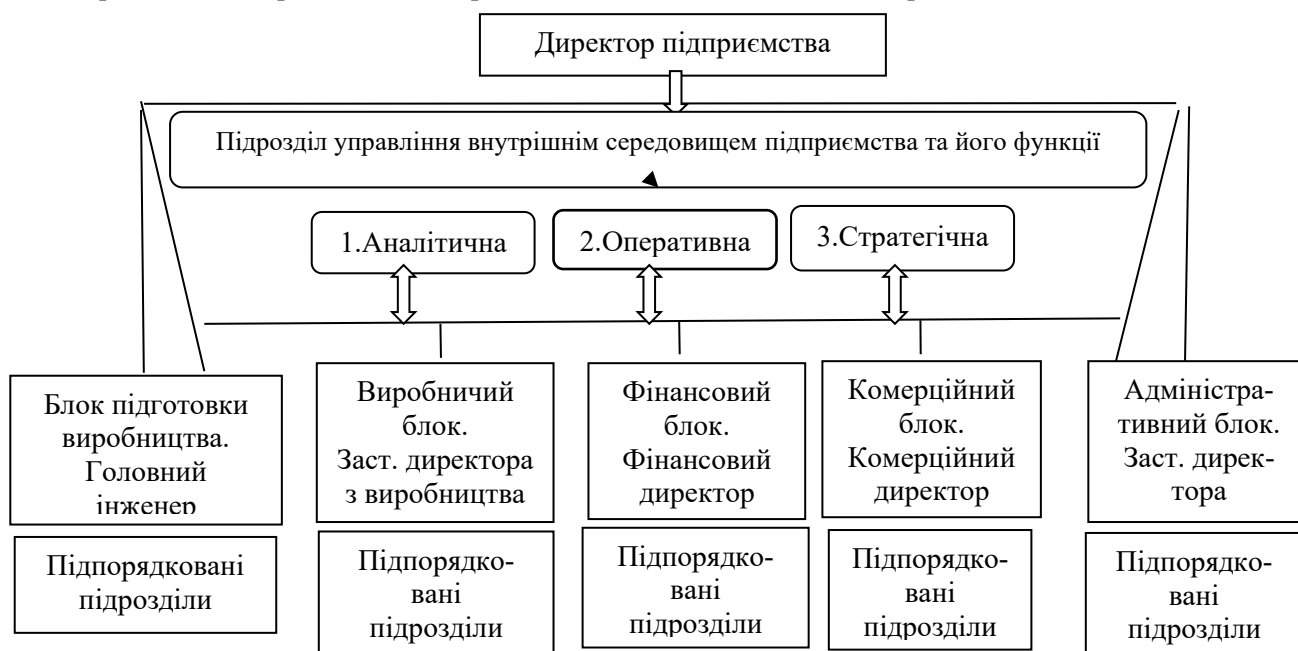 Директор підприємства
Підрозділ управління внутрішнім середовищем підприємства та його функції
1.Аналітична
2.Оперативна
3.Стратегічна
Блок підготовки
виробництва.
Головний
інженер
Виробничий
блок.
Заст. директора
з виробництва
Фінансовий
блок.
Фінансовий
директор
Комерційний
блок.
Комерційний
директор
Адміністра-
тивний блок.
Заст. дирек-
тора
Підпорядковані
підрозділи
Підпорядко-
вані
підрозділи
Підпорядко-
вані
підрозділи
Підпорядко-
вані
підрозділи
Підпорядко-
вані
підрозділи